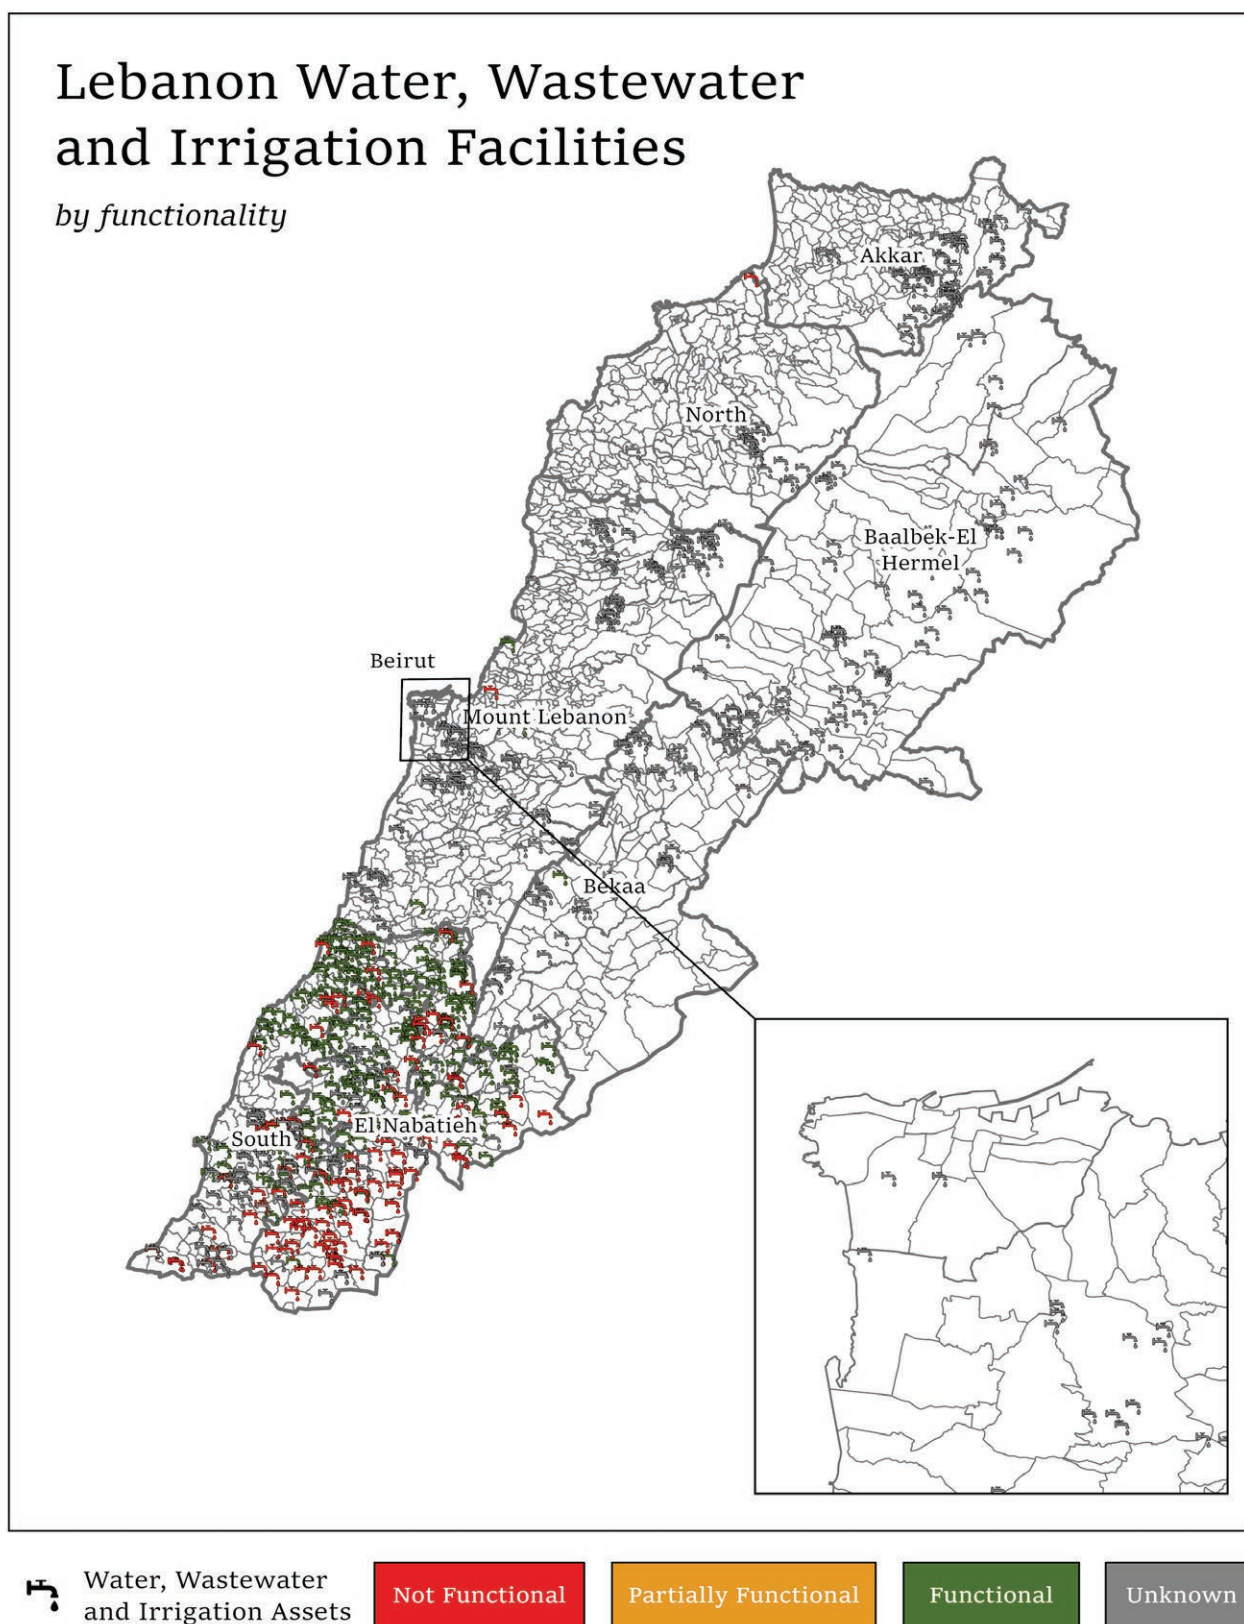 Lebanon Water, Wastewater
and Irrigation Facilities
by functionality
Akkar
North
Baalbek-El
Hermel
Beirut
Mount Lebanon
Bekaa
El Nabatieh
South
Water, Wastewater
and Irrigation Assets
Not Functional
Partially Functional
Functional
Unknown